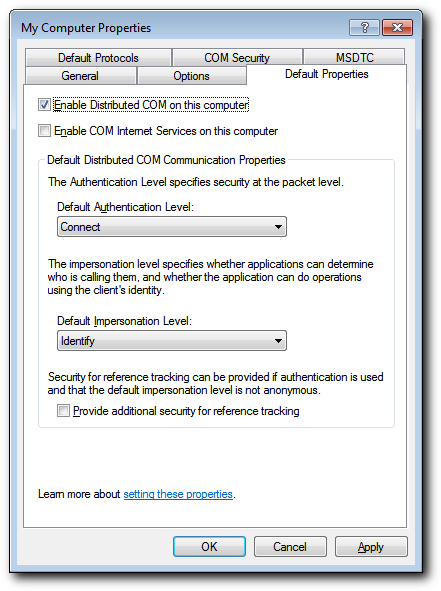 My Computer Properties
Default Protocols COM Security MSDTC
General Options Default Properties
Enable Distributed COM on this computer
Enable COM Internet Services on this computer
Default Distributed COM Communication Properties
The Authentication Level specifies security at the packet level.
Default Authentication Level:
Connect
The impersonation level specifies whether applications can determine
who is calling them, and whether the application can do operations
using the client's identity.
Default Impersonation Level:
Identify
Security for reference tracking can be provided if authentication is used
and that the default impersonation level is not anonymous.
Provide additional security for reference tracking
Learn more about setting these properties.
OK Cancel Apply